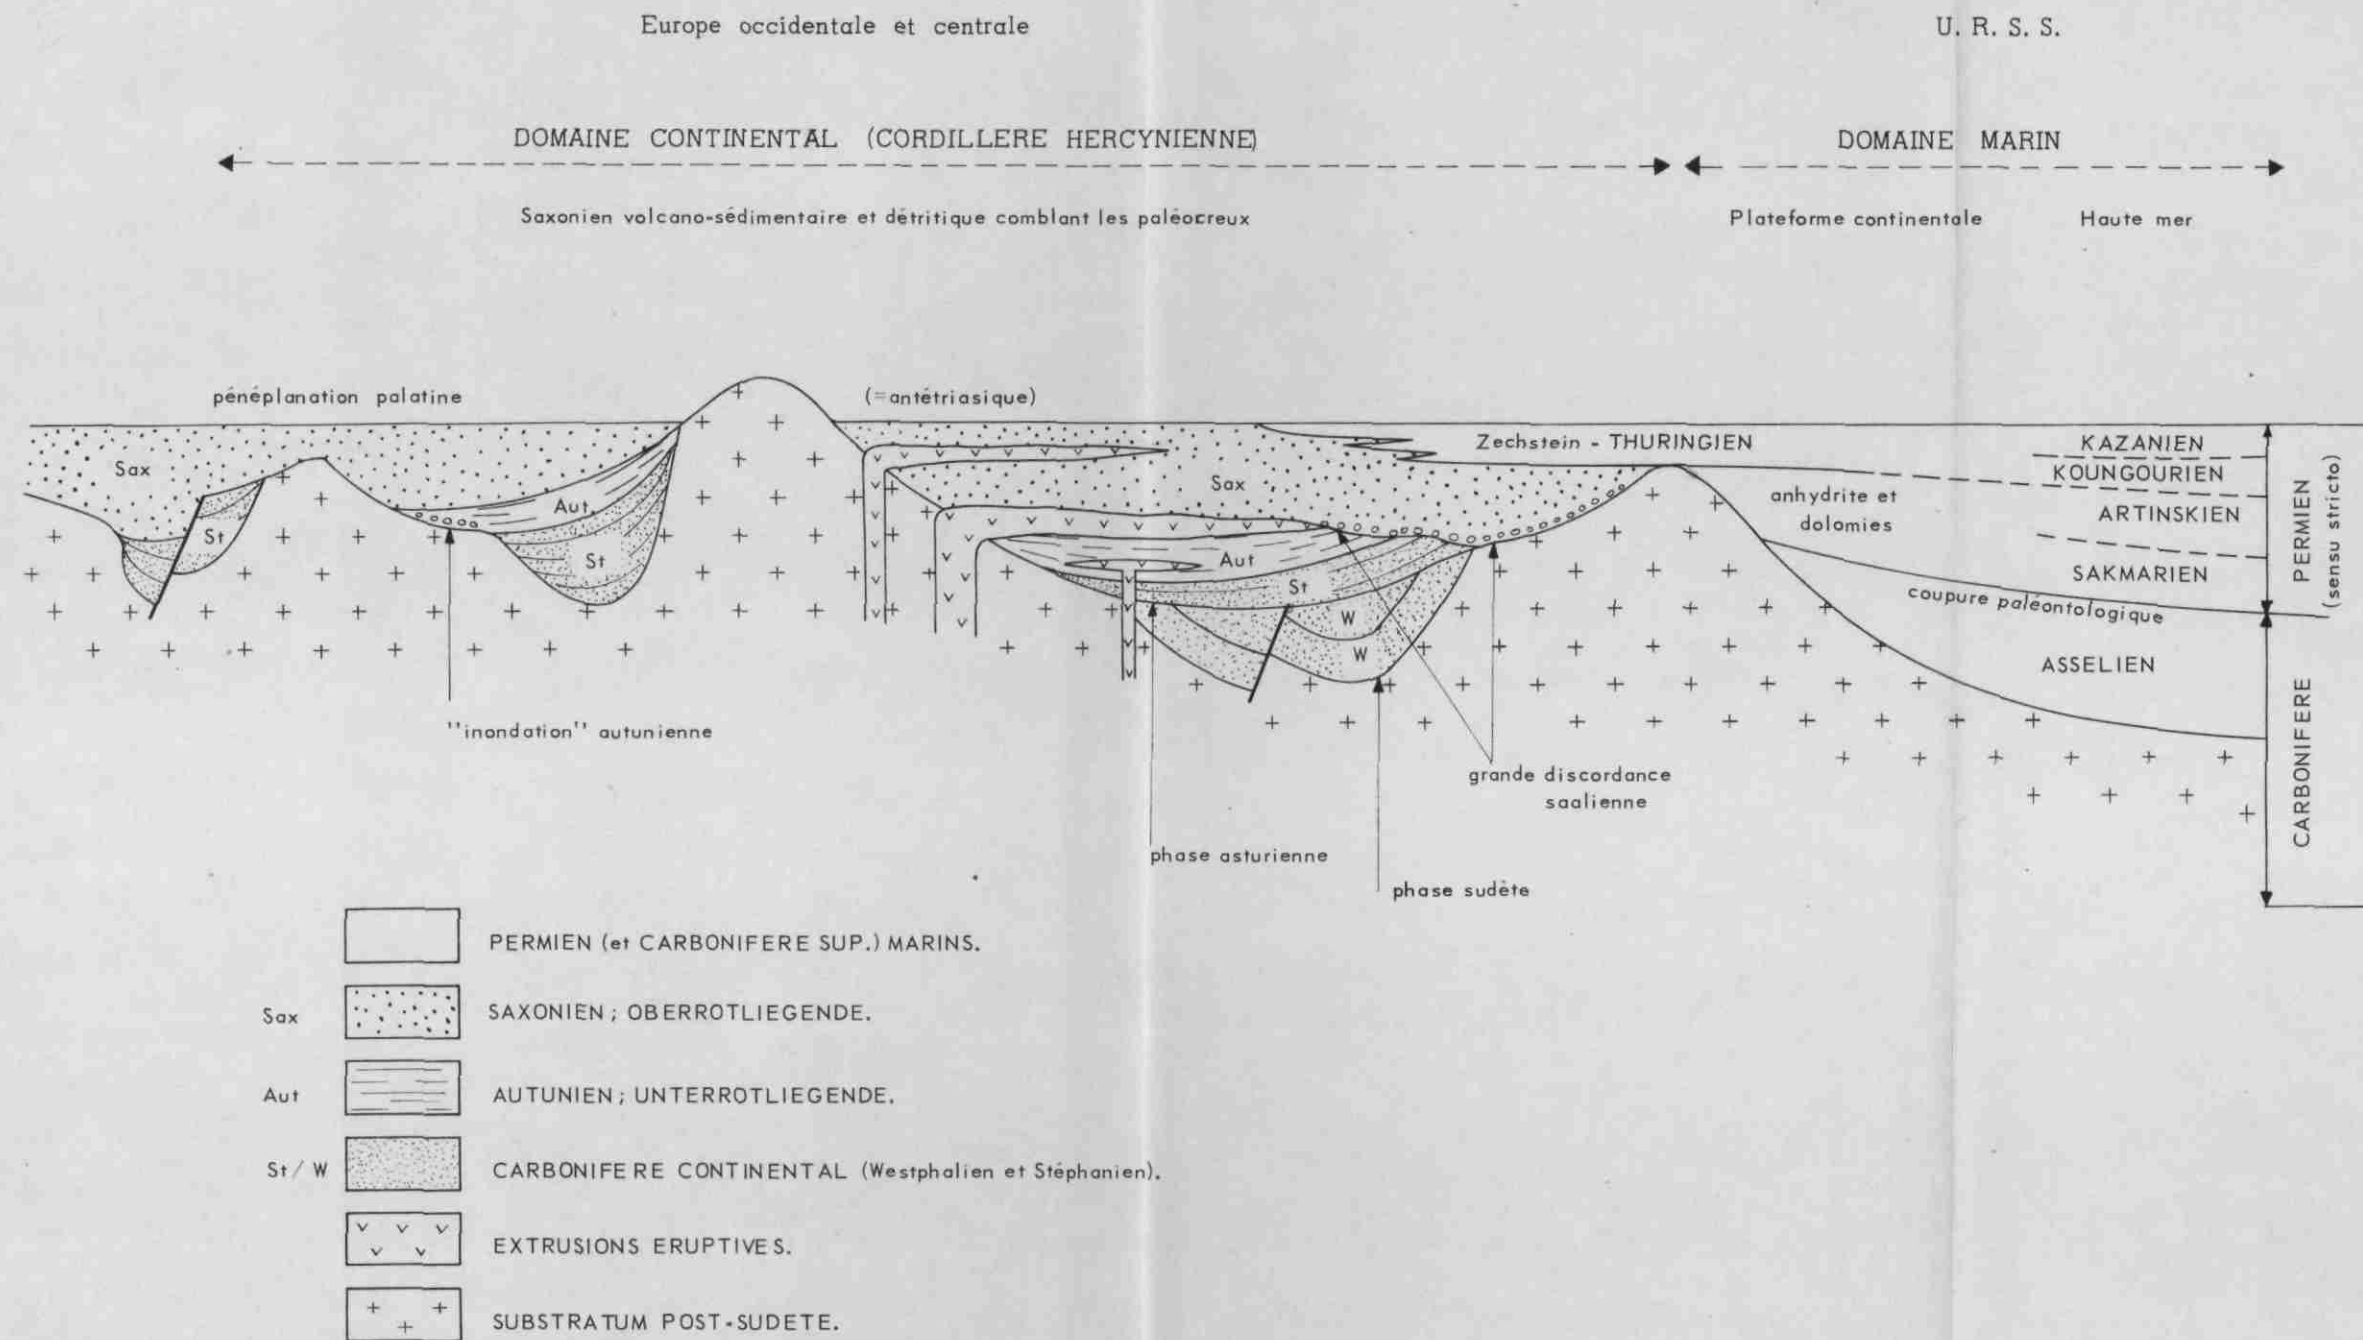 Europe occidentale et centrale
U. R. S. S.
DOMAINE CONTINENTAL (CORDILLERE HERCYNIENNE)
DOMAINE MARIN
Saxonien volcano-sédimentaire et détritique comblant les paléocreux
Plateforme continentale
Haute mer
pénéplanation palatine
(=antétriasique)
Zechstein - THURINGIEN
KAZANIEN
Sax
KOUNGOURIEN
Sax
anhydrite et
dolomies
ARTINSKIEN
PERMIEN
(sensu stricto)
Aut
St
St
Aut
St
SAKMARIEN
coupure paléontologique
W
W
ASSELIEN
CARBONIFERE
"inondation" autunienne
grande discordance
saalienne
phase asturienne
phase sudète
PERMIEN (et CARBONIFERE SUP.) MARINS.
Sax
SAXONIEN ; OBERROTLIEGENDE.
Aut
AUTUNIEN ; UNTERROTLIEGENDE.
St / W
CARBONIFERE CONTINENTAL (Westphalien et Stéphanien).
EXTRUSIONS ERUPTIVES.
SUBSTRATUM POST-SUDETE.